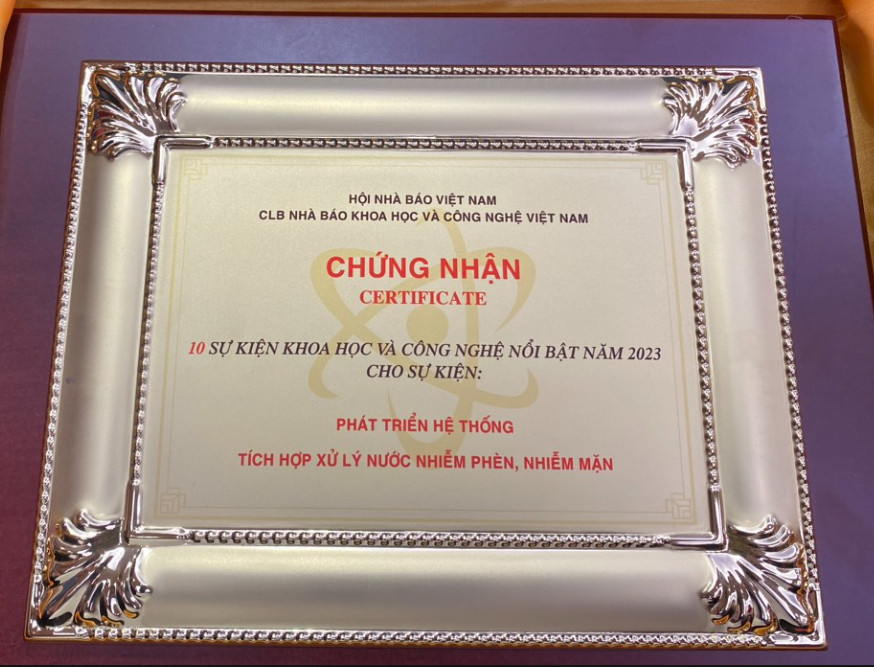 HỘI NHÀ BÁO VIỆT NAM
CLB NHÀ BÁO KHOA HỌC VÀ CÔNG NGHỆ VIỆT NAM
CHỨNG NHẬN
CERTIFICATE
10 SỰ KIỆN KHOA HỌC VÀ CÔNG NGHỆ NỔI BẬT NĂM 2023
CHO SỰ KIỆN:
PHÁT TRIỂN HỆ THỐNG
TÍCH HỢP XỬ LÝ NƯỚC NHIỄM PHÈN, NHIỄM MẶN